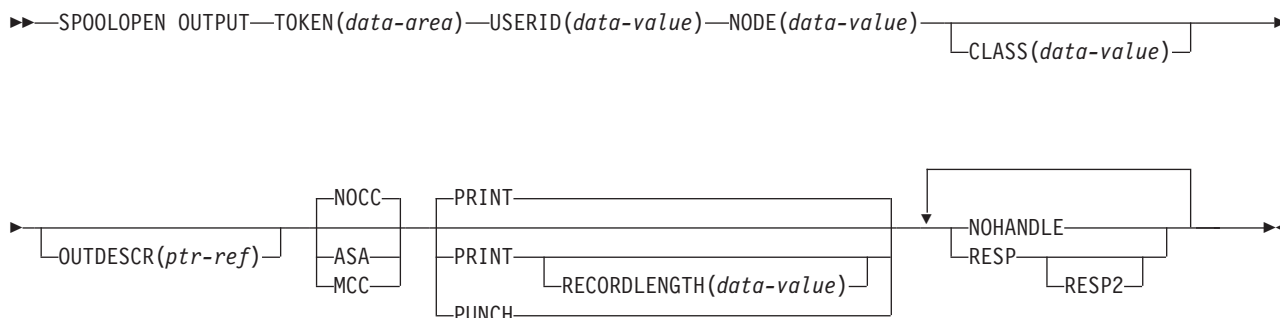 SPOOLOPEN OUTPUT TOKEN(data-area) USERID(data-value) NODE(data-value)
CLASS(data-value)
NOCC PRINT
NOHANDLE
OUTDESCR(ptr-ref) ASA PRINT RESP
MCC RECORDLENGTH(data-value) RESP2
PUNCH